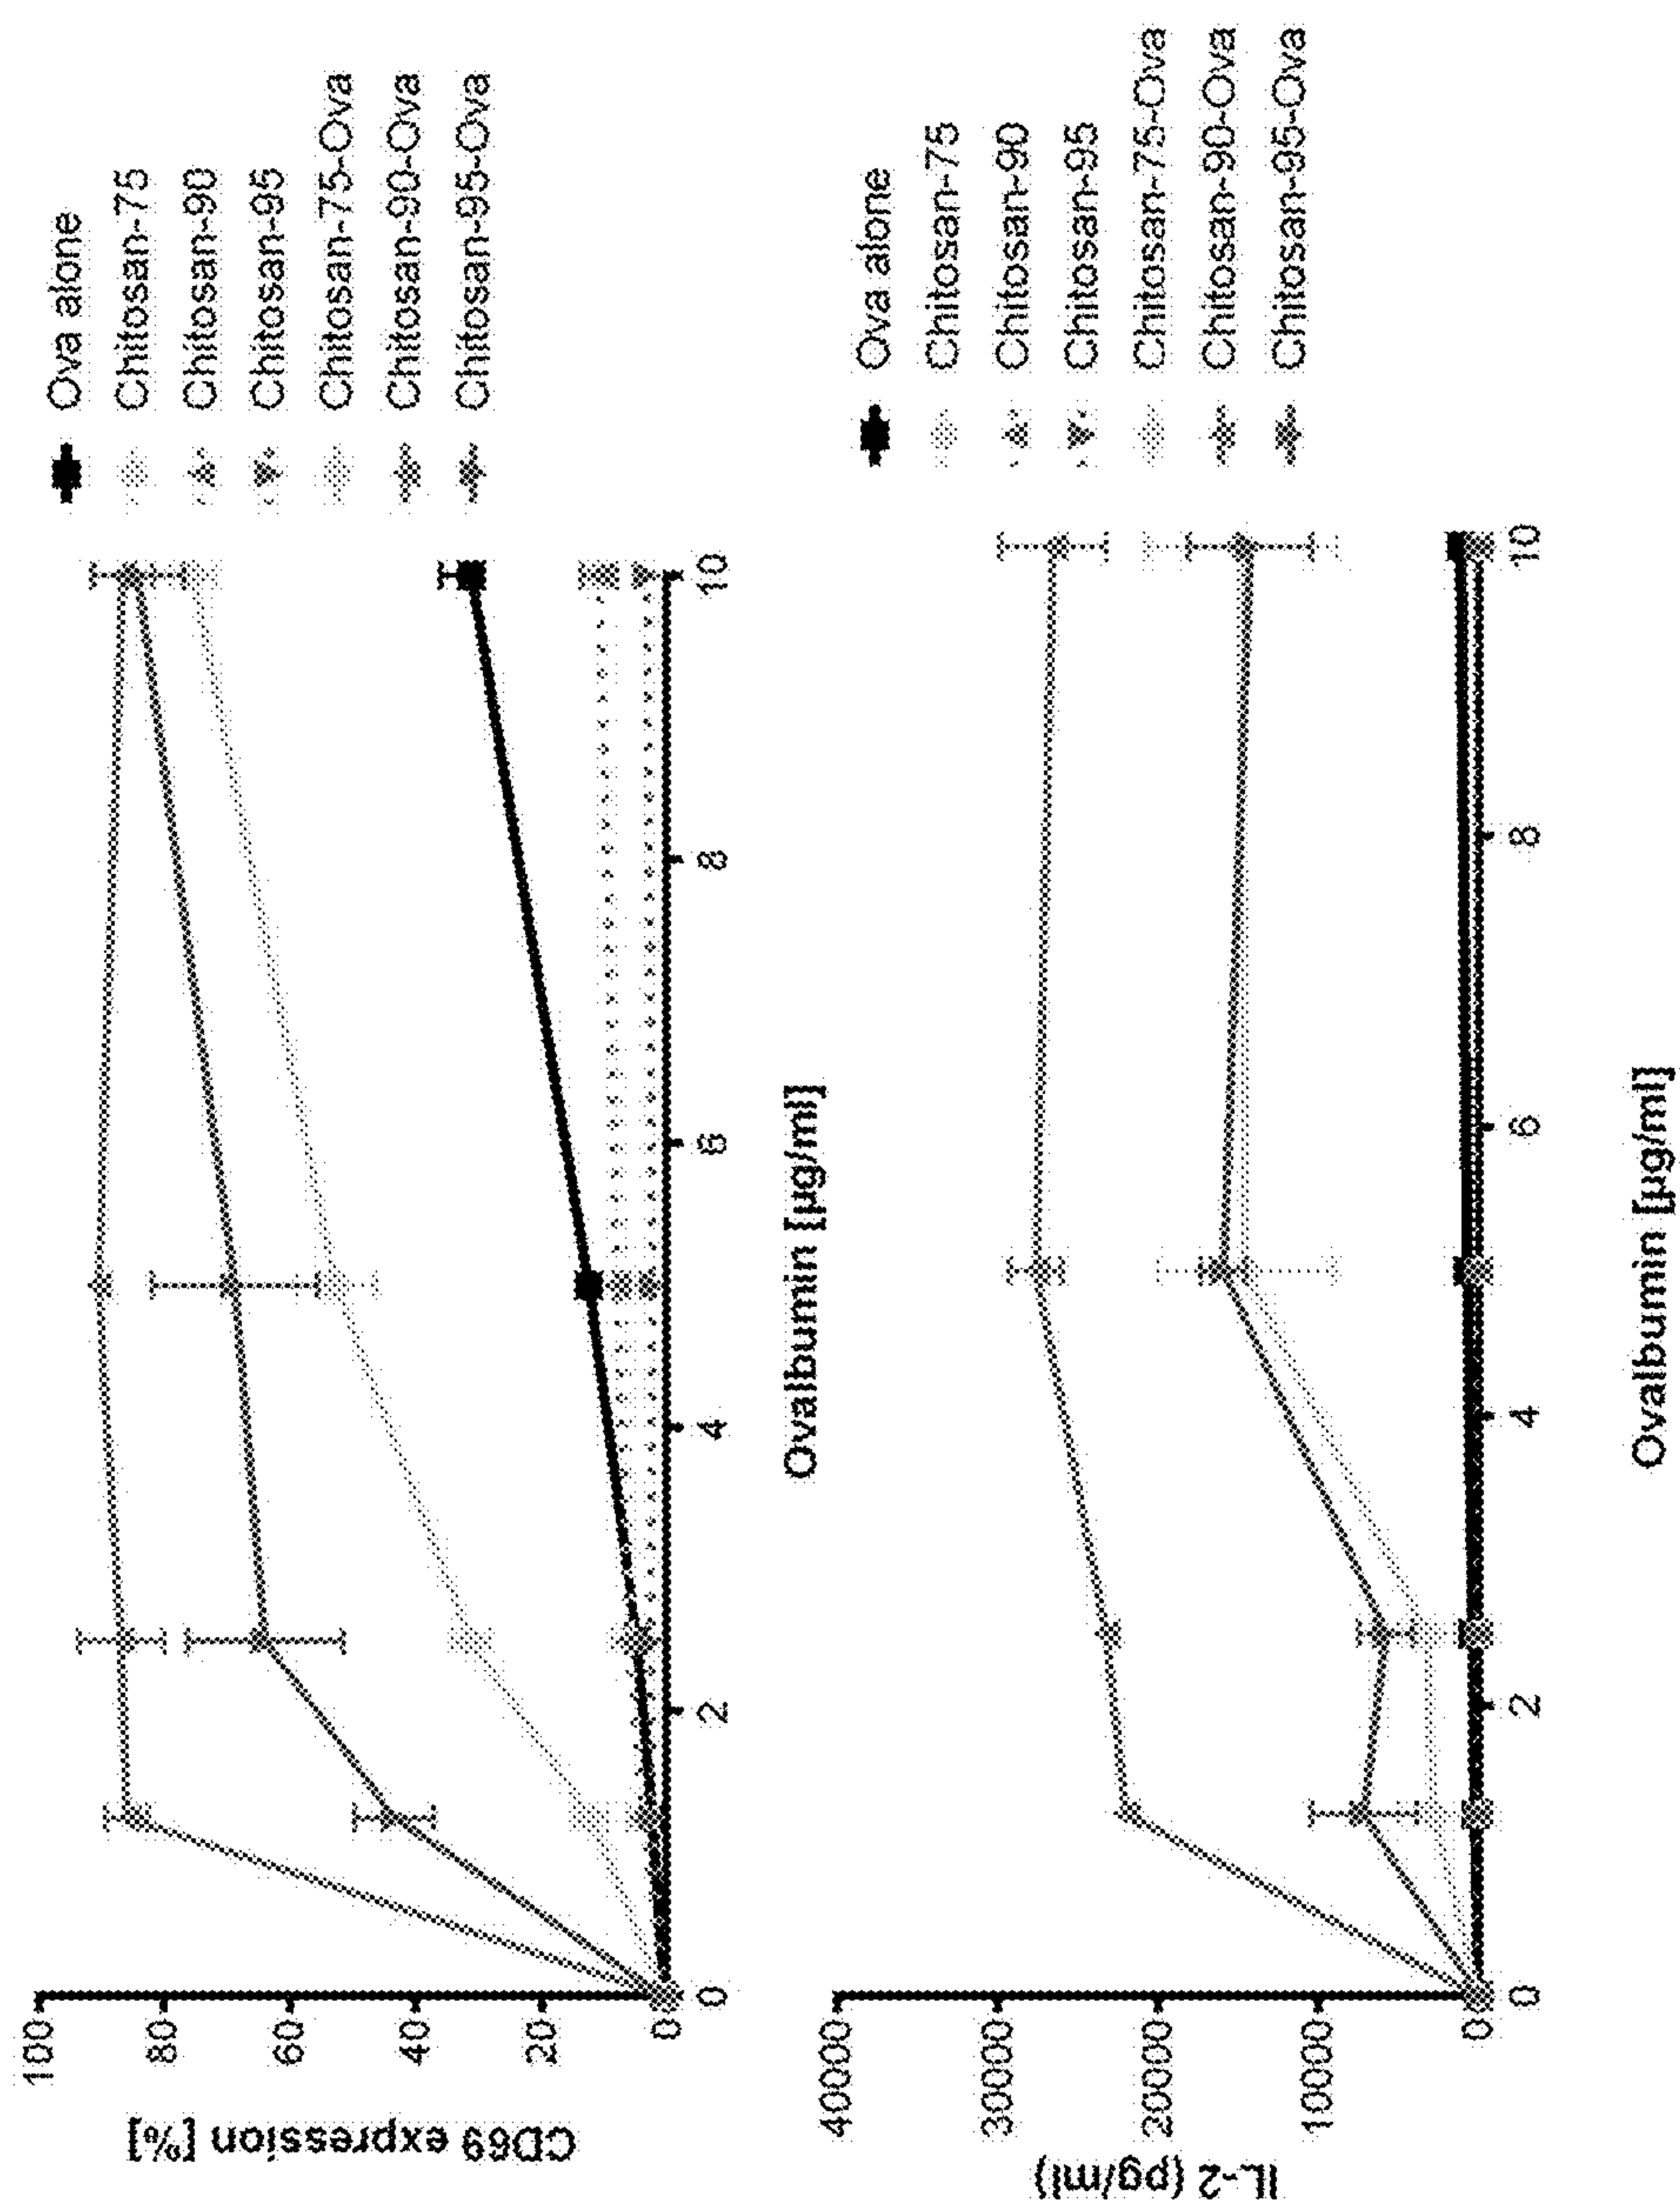 CD69 expression [%]
100
80
60
40
20
0
0
2
4
6
8
10
Ovalbumin [µg/ml]
Ova alone
Chitosan-75
Chitosan-90
Chitosan-95
Chitosan-75-Ova
Chitosan-90-Ova
Chitosan-95-Ova
IL-2 (pg/ml)
40000
30000
20000
10000
0
0
2
4
6
8
10
Ovalbumin [µg/ml]
Ova alone
Chitosan-75
Chitosan-90
Chitosan-95
Chitosan-75-Ova
Chitosan-90-Ova
Chitosan-95-Ova